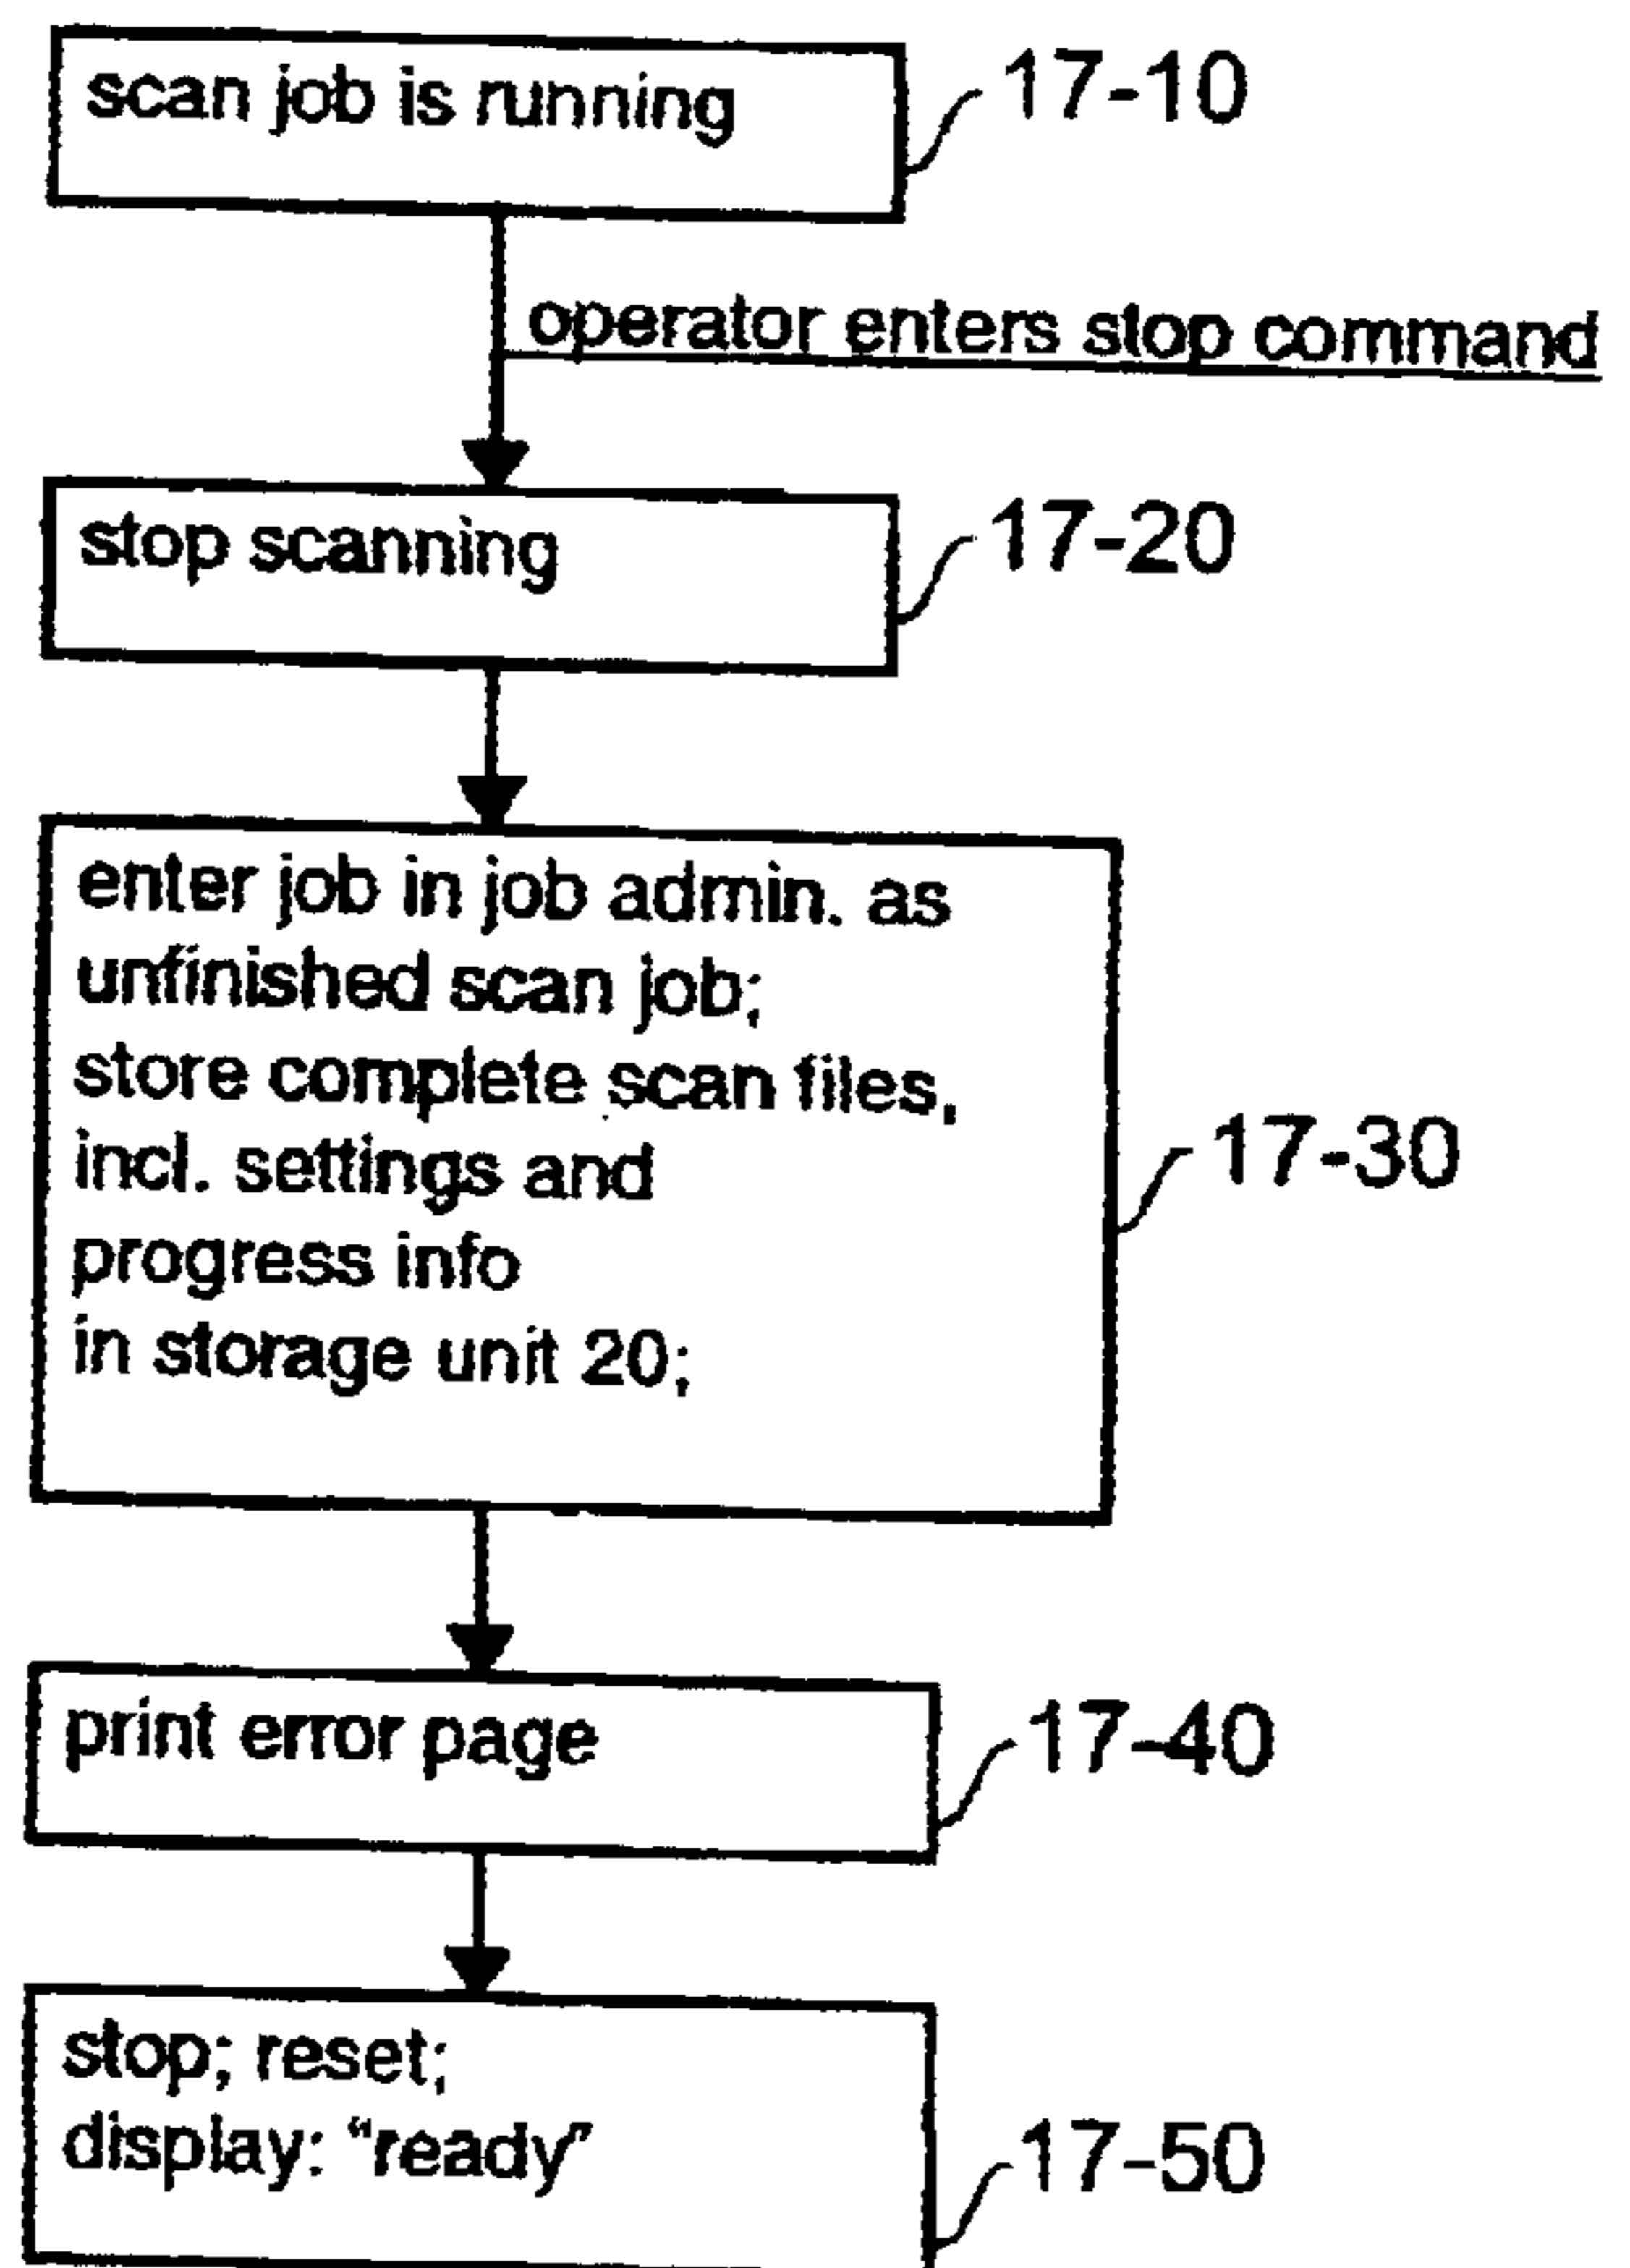 scan job is running
17-10
operator enters stop command
stop scanning
17-20
enter job in job admin. as
unfinished scan job;
store complete scan files,
incl. settings and
progress info
in storage unit 20;
17-30
print error page
17-40
stop; reset;
display: "ready"
17-50